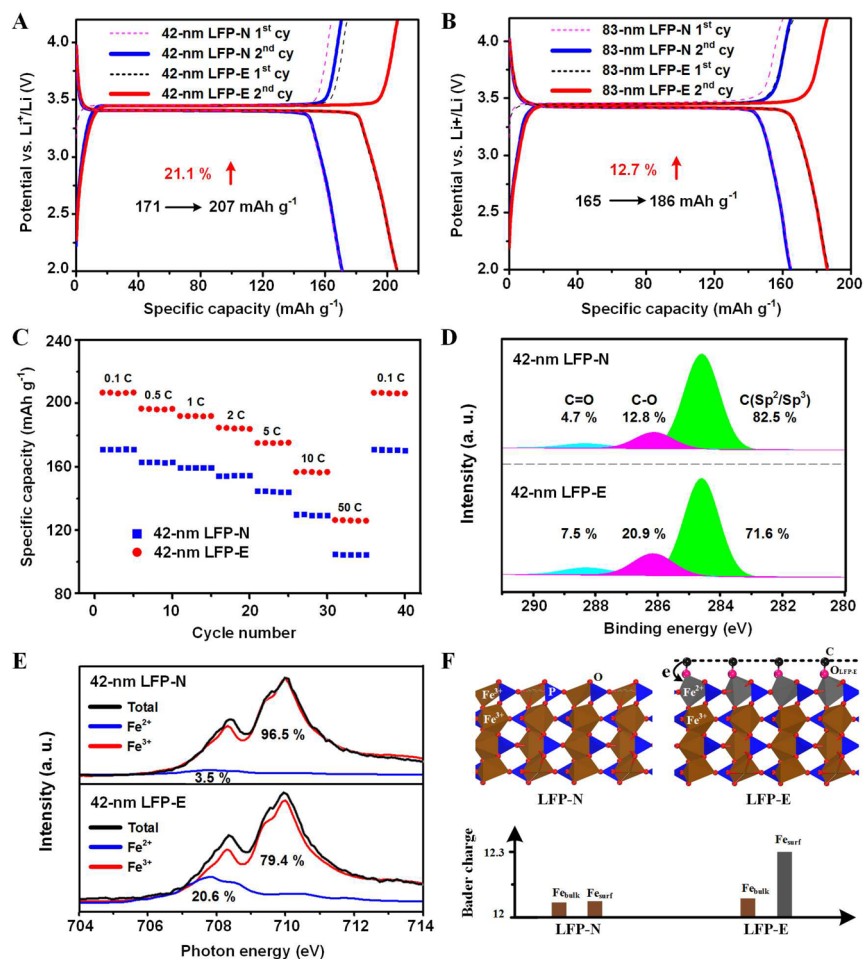 A
42-nm LFP-N 1st cy
42-nm LFP-N 2nd cy
42-nm LFP-E 1st cy
42-nm LFP-E 2nd cy
21.1 %
171 → 207 mAh g-1
Potential vs. Li+/Li (V)
4.0
3.5
3.0
2.5
2.0
0 40 80 120 160 200
Specific capacity (mAh g-1)
B
83-nm LFP-N 1st cy
83-nm LFP-N 2nd cy
83-nm LFP-E 1st cy
83-nm LFP-E 2nd cy
12.7 %
165 → 186 mAh g-1
Potential vs. Li+/Li (V)
4.0
3.5
3.0
2.5
2.0
0 40 80 120 160 200
Specific capacity (mAh g-1)
C
Specific capacity (mAh g-1)
240
200
160
120
80
0.1 C
0.5 C
1 C
2 C
5 C
10 C
50 C
0.1 C
42-nm LFP-N
42-nm LFP-E
0 10 20 30 40
Cycle number
D
Intensity (a. u.)
42-nm LFP-N
C=O C-O C(Sp2/Sp3)
4.7 % 12.8 % 82.5 %
42-nm LFP-E
7.5 % 20.9 % 71.6 %
290 288 286 284 282 280
Binding energy (eV)
E
Intensity (a. u.)
42-nm LFP-N
Total
Fe2+
Fe3+
96.5 %
3.5 %
42-nm LFP-E
Total
Fe2+
Fe3+
79.4 %
20.6 %
704 706 708 710 712 714
Photon energy (eV)
F
Fe3+
P
O
Fe3+
LFP-N
C
OLFP-E
e-
Fe2+
Fe3+
LFP-E
Bader charge
12.3
12
Febulk Fesurf
LFP-N
Febulk Fesurf
LFP-E